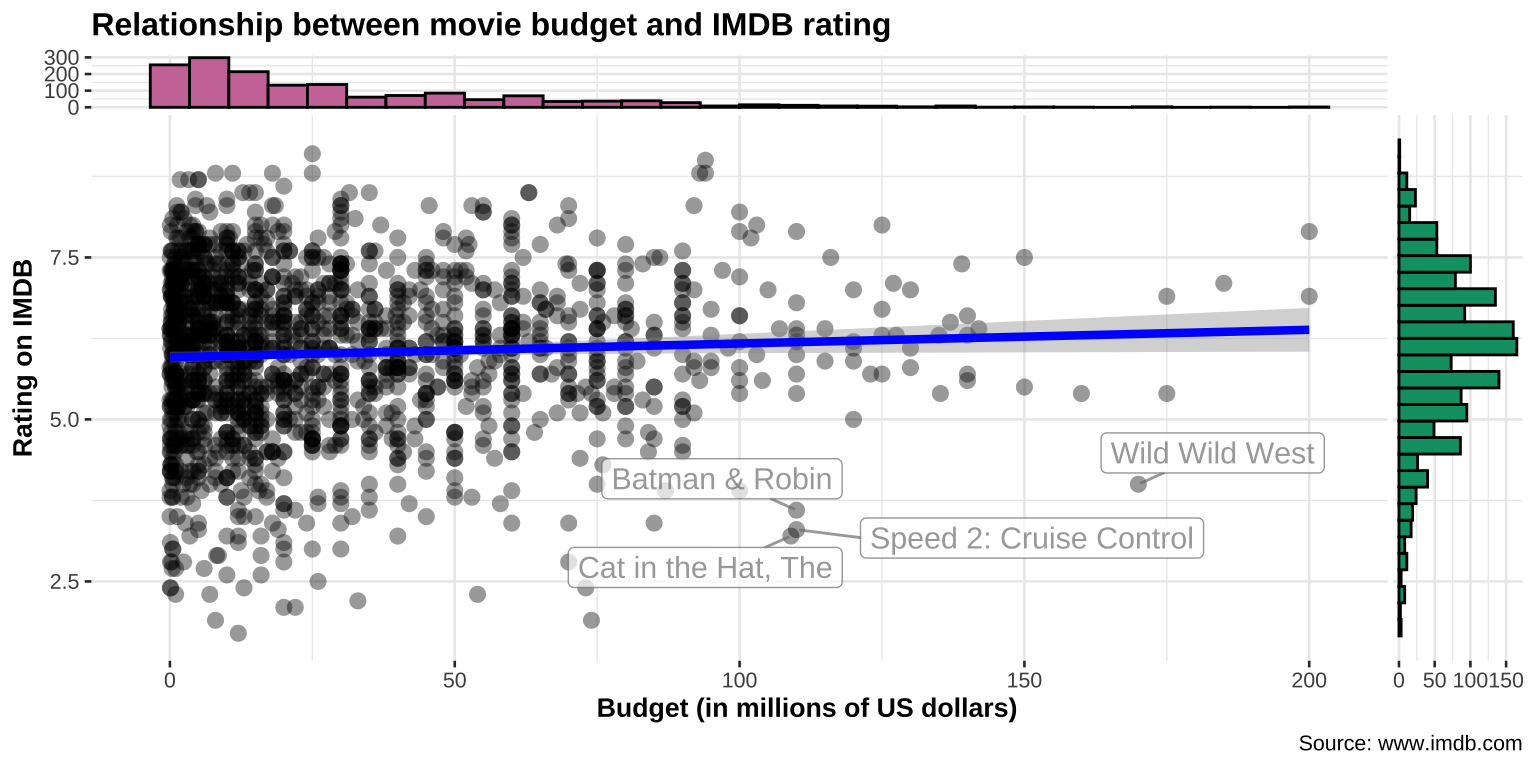 Relationship between movie budget and IMDB rating
300
200
100
0
7.5
5.0
2.5
Rating on IMDB
Wild Wild West
Batman & Robin
Speed 2: Cruise Control
Cat in the Hat, The
0 50 100 150 200
0 50 100 150
Budget (in millions of US dollars)
Source: www.imdb.com